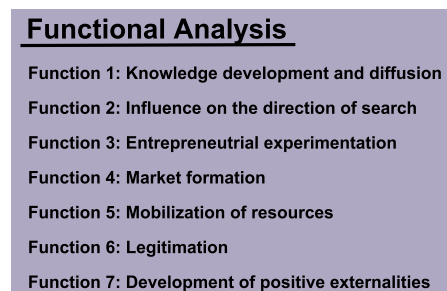 Functional Analysis
Function 1: Knowledge development and diffusion
Function 2: Influence on the direction of search
Function 3: Entrepreneutrial experimentation
Function 4: Market formation
Function 5: Mobilization of resources
Function 6: Legitimation
Function 7: Development of positive externalities